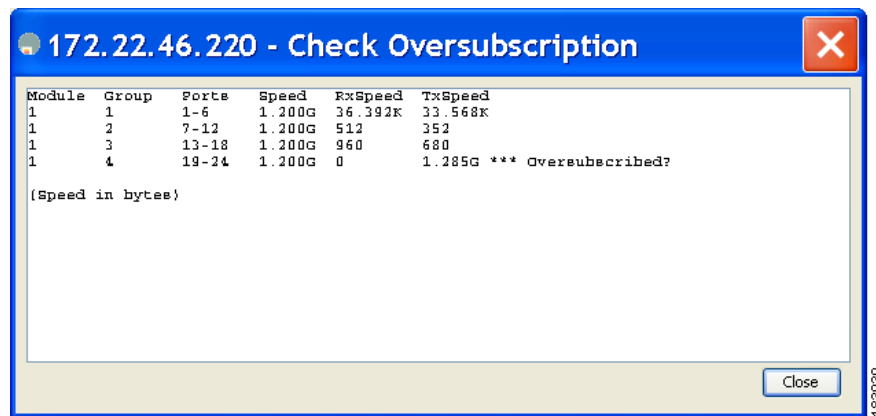 172.22.46.220 - Check Oversubscription
Module Group Ports Speed RxSpeed TxSpeed
1 1 1-6 1.200G 36.392K 33.568K
1 2 7-12 1.200G 512 352
1 3 13-18 1.200G 960 680
1 4 19-24 1.200G 0 1.285G *** Oversubscribed?
(Speed in bytes)
Close